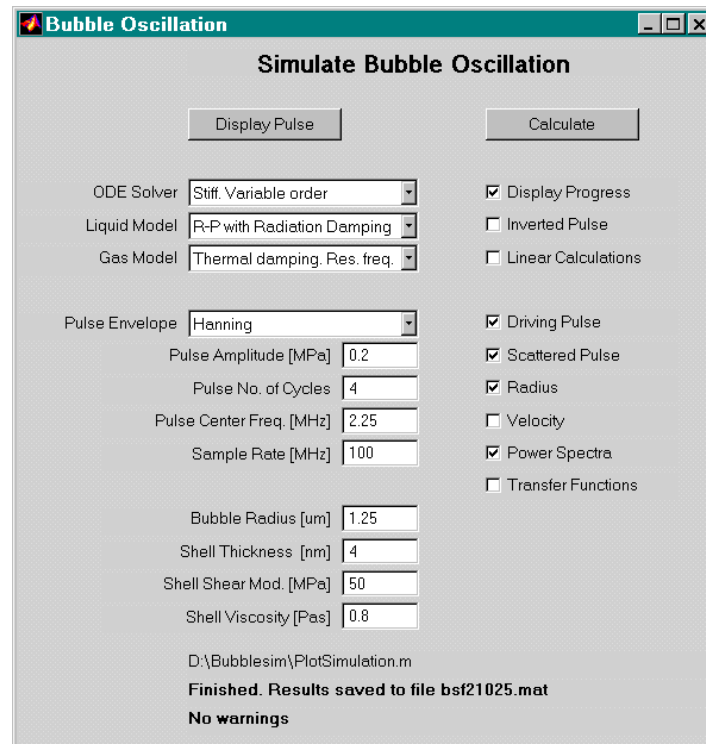 Bubble Oscillation
Simulate Bubble Oscillation
Display Pulse Calculate
ODE Solver Stiff. Variable order Display Progress
Liquid Model R-P with Radiation Damping Inverted Pulse
Gas Model Thermal damping. Res. freq. Linear Calculations
Pulse Envelope Hanning Driving Pulse
Pulse Amplitude [MPa] 0.2 Scattered Pulse
Pulse No. of Cycles 4 Radius
Pulse Center Freq. [MHz] 2.25 Velocity
Sample Rate [MHz] 100 Power Spectra
Transfer Functions
Bubble Radius [um] 1.25
Shell Thickness [nm] 4
Shell Shear Mod. [MPa] 50
Shell Viscosity [Pas] 0.8
D:\Bubblesim\PlotSimulation.m
Finished. Results saved to file bsf21025.mat
No warnings